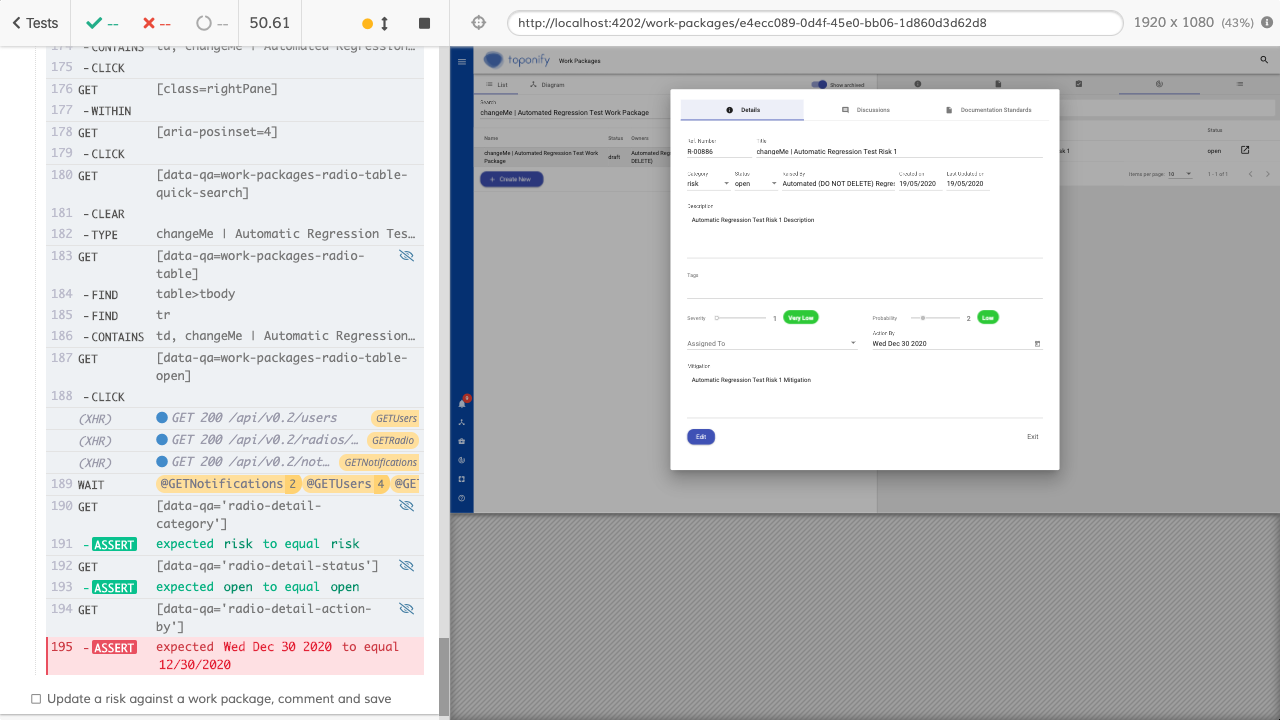 Tests
--
--
--
50.61
http://localhost:4202/work-packages/e4ecc089-0d4f-45e0-bb06-1d860d3d62d8
1920 x 1080 (43%)
174 -CONTAINS td, changeMe | Automated Regression...
175 -CLICK
176 GET [class=rightPane]
177 -WITHIN
178 GET [aria-posinset=4]
179 -CLICK
180 GET [data-qa=work-packages-radio-table-
quick-search]
181 -CLEAR
182 -TYPE changeMe | Automatic Regression Tes...
183 GET [data-qa=work-packages-radio-
table]
184 -FIND table>tbody
185 -FIND tr
186 -CONTAINS td, changeMe | Automatic Regression...
187 GET [data-qa=work-packages-radio-table-
open]
188 -CLICK
(XHR) GET 200 /api/v0.2/users GETUsers
(XHR) GET 200 /api/v0.2/radios/... GETRadio
(XHR) GET 200 /api/v0.2/not... GETNotifications
189 WAIT @GETNotifications 2 @GETUsers 4 @GET
190 GET [data-qa='radio-detail-
category']
191 -ASSERT expected risk to equal risk
192 GET [data-qa='radio-detail-status']
193 -ASSERT expected open to equal open
194 GET [data-qa='radio-detail-action-
by']
195 -ASSERT expected Wed Dec 30 2020 to equal
12/30/2020
Update a risk against a work package, comment and save
toponify Work Packages
List Diagram Show archived
Search
changeMe | Automated Regression Test Work Package
Name Status Owners
changeMe | Automated Regression Test Work
Package
draft
Automated Reg
DELETE)
+ Create New
9
Details Discussions Documentation Standards
Ref. Number Title
R-00886 changeMe | Automatic Regression Test Risk 1
Category Status Raised By Created on Last Updated on
risk open Automated (DO NOT DELETE) Regre 19/05/2020 19/05/2020
Description
Automatic Regression Test Risk 1 Description
Tags
Severity 1 Very Low Probability 2 Low
Action By
Assigned To Wed Dec 30 2020
Mitigation
Automatic Regression Test Risk 1 Mitigation
Edit Exit
Status
k 1 open
Items per page 10 1 - 1 of 1